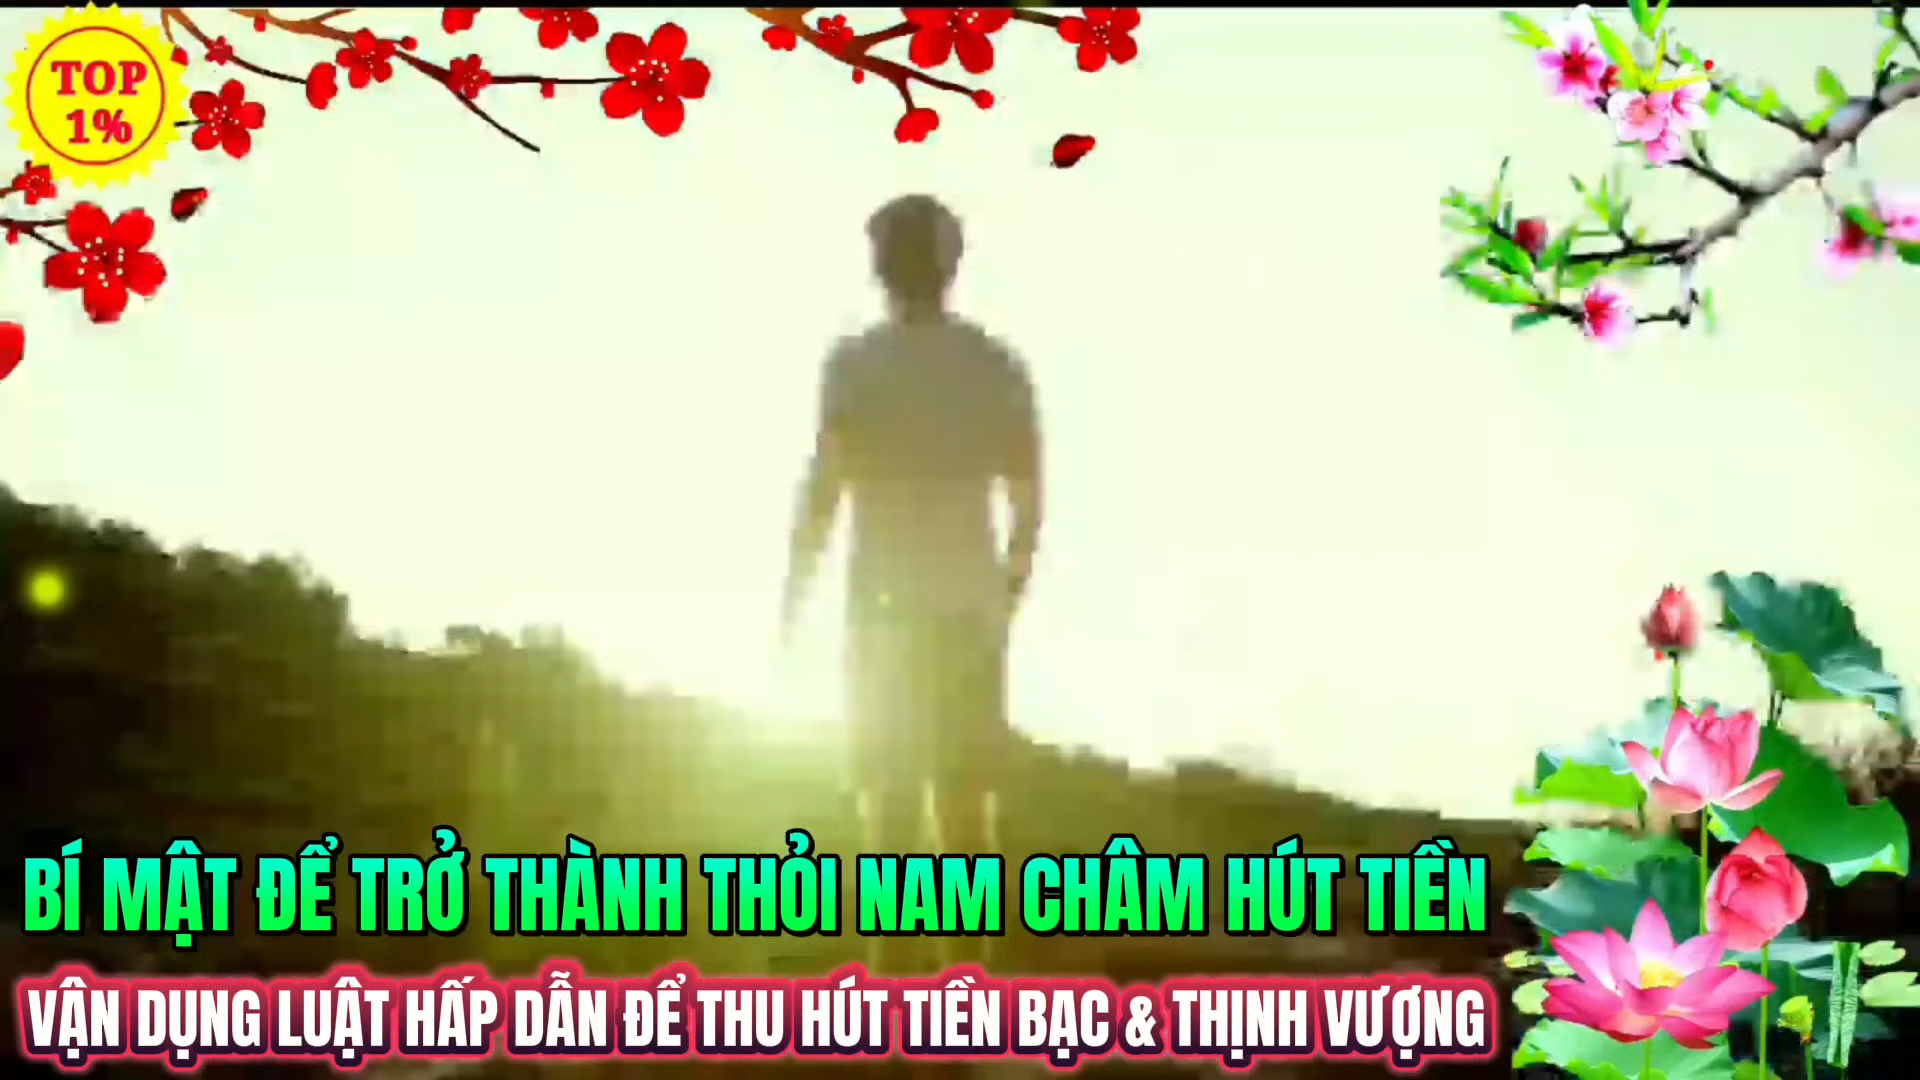 TOP
1%
BÍ MẬT ĐỂ TRỞ THÀNH THỎI NAM CHÂM HÚT TIỀN
VẬN DỤNG LUẬT HẤP DẪN ĐỂ THU HÚT TIỀN BẠC & THỊNH VƯỢNG